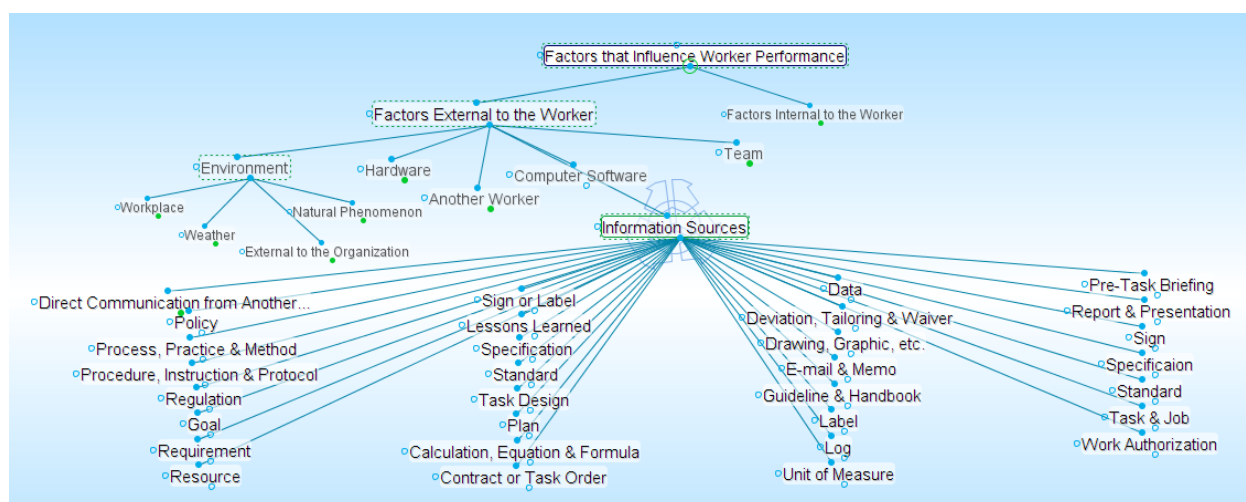 Factors that Influence Worker Performance
Factors External to the Worker
Factors Internal to the Worker
Environment
Hardware
Another Worker
Computer Software
Team
Workplace
Weather
Natural Phenomenon
External to the Organization
Information Sources
Direct Communication from Another...
Policy
Process, Practice & Method
Procedure, Instruction & Protocol
Regulation
Goal
Requirement
Resource
Sign or Label
Lessons Learned
Specification
Standard
Task Design
Plan
Calculation, Equation & Formula
Contract or Task Order
Data
Deviation, Tailoring & Waiver
Drawing, Graphic, etc.
E-mail & Memo
Guideline & Handbook
Label
Log
Unit of Measure
Pre-Task Briefing
Report & Presentation
Sign
Specificaion
Standard
Task & Job
Work Authorization